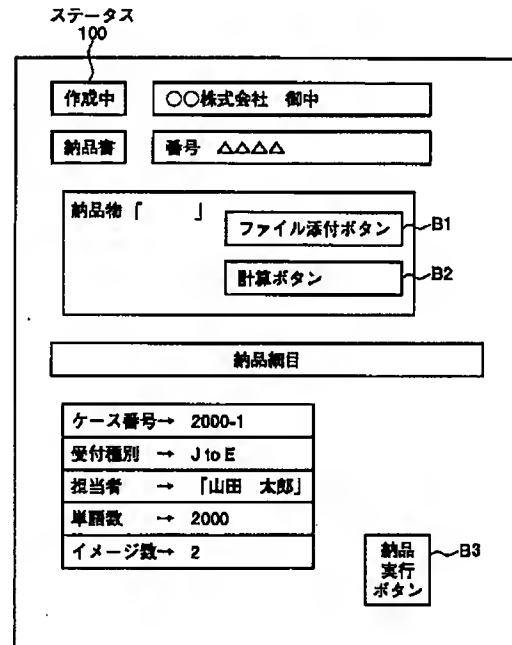 ステータス
100
作成中 ○○株式会社 御中
納品書 番号 △△△△
納品物「 」
ファイル添付ボタン B1
計算ボタン B2
納品細目
ケース番号→ 2000-1
受付種別 → J to E
担当者 → 「山田 太郎」
単語数 → 2000
イメージ数→ 2
納品
実行
ボタン
B3